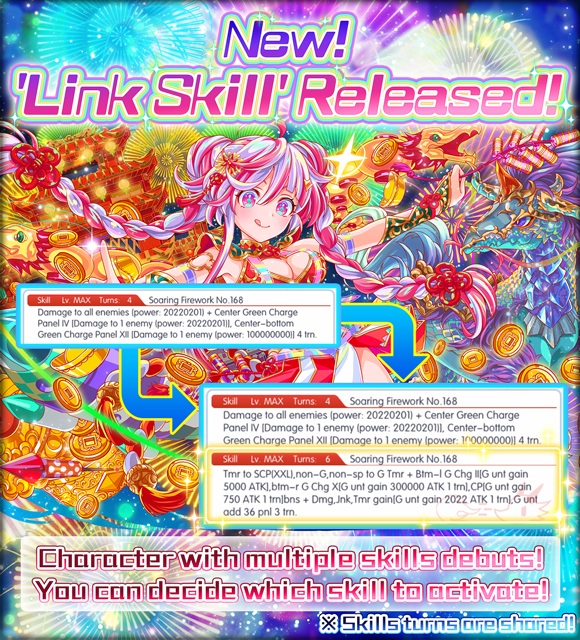 New!
'Link Skill' Released!
Skill Lv. MAX Turns: 4 Soaring Firework No.168
Damage to all enemies (power: 20220201) + Center Green Charge
Panel IV [Damage to 1 enemy (power: 20220201)], Center-bottom
Green Charge Panel XII [Damage to 1 enemy (power: 100000000)] 4 trn.
Skill Lv. MAX Turns: 4 Soaring Firework No.168
Damage to all enemies (power: 20220201) + Center Green Charge
Panel IV [Damage to 1 enemy (power: 20220201)], Center-bottom
Green Charge Panel XII [Damage to 1 enemy (power: 100000000)] 4 trn.
Skill Lv. MAX Turns: 6 Soaring Firework No.168
Tmr to SCP(XXL),non-G,non-sp to G Tmr + Btm-l G Chg II[G unt gain
5000 ATK],btm-r G Chg X[G unt gain 300000 ATK 1 trn],CP[G unt gain
750 ATK 1 trn]bns + Dmg,Jnk,Tmr gain[G unt gain 2022 ATK 1 trn],G unt
add 36 pnl 3 trn.
Character with multiple skills debuts!
You can decide which skill to activate!
※ Skills turns are shared!